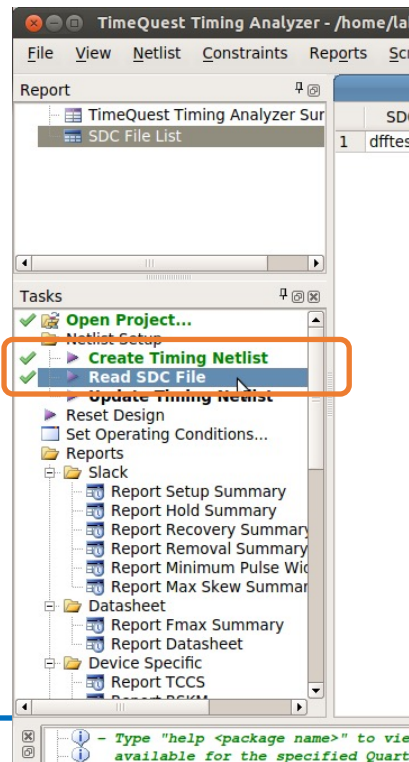 TimeQuest Timing Analyzer - /home/la
File View Netlist Constraints Reports Scr
Report
TimeQuest Timing Analyzer Sur
SDC File List
SDC
1 dfftes
Tasks
Open Project...
Netlist Setup
Create Timing Netlist
Read SDC File
Update Timing Netlist
Reset Design
Set Operating Conditions...
Reports
Slack
Report Setup Summary
Report Hold Summary
Report Recovery Summary
Report Removal Summary
Report Minimum Pulse Wid
Report Max Skew Summar
Datasheet
Report Fmax Summary
Report Datasheet
Device Specific
Report TCCS
Report RSKM
- Type "help <package name>" to vie
available for the specified Quart